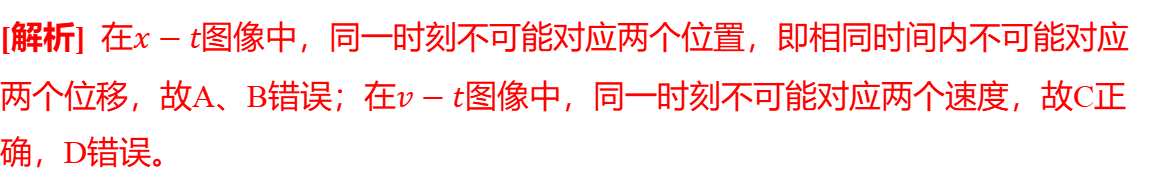 [解析] 在x－t图像中，同一时刻不可能对应两个位置，即相同时间内不可能对应
两个位移，故A、B错误；在v－t图像中，同一时刻不可能对应两个速度，故C正
确，D错误。